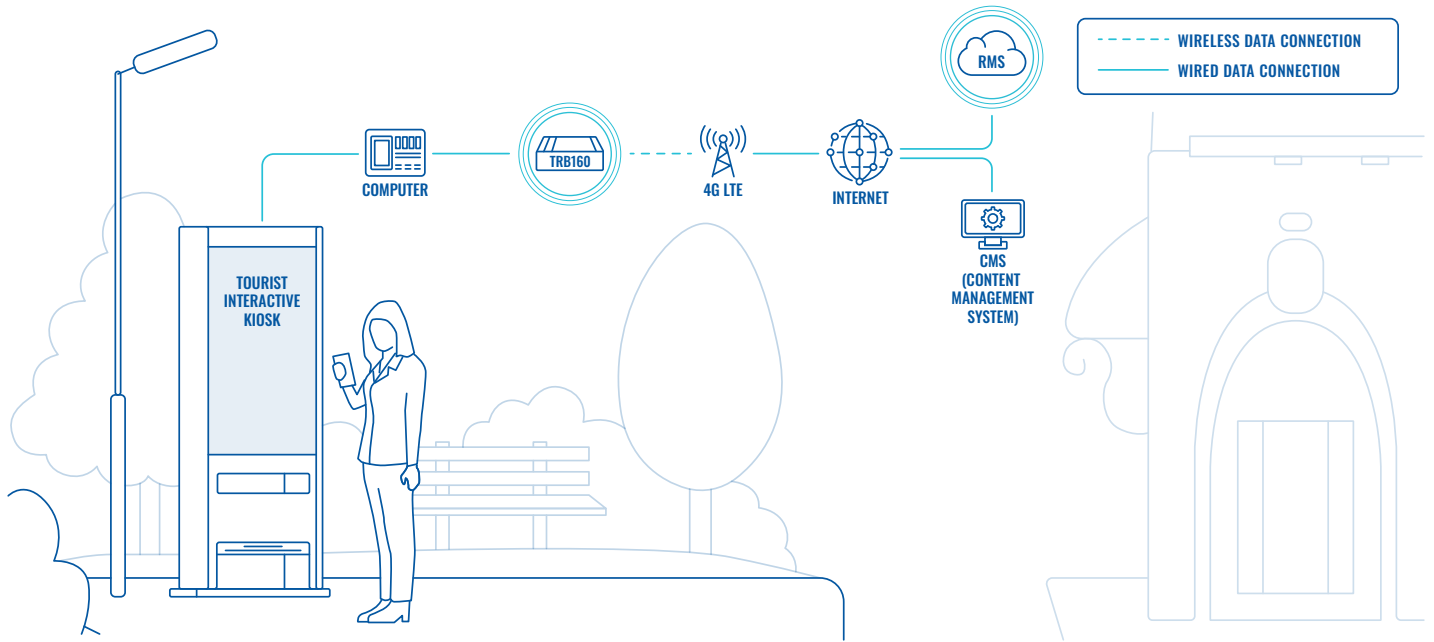 RMS
WIRELESS DATA CONNECTION
WIRED DATA CONNECTION
TRB160
COMPUTER
4G LTE
INTERNET
CMS
(CONTENT
MANAGEMENT
SYSTEM)
TOURIST
INTERACTIVE
KIOSK